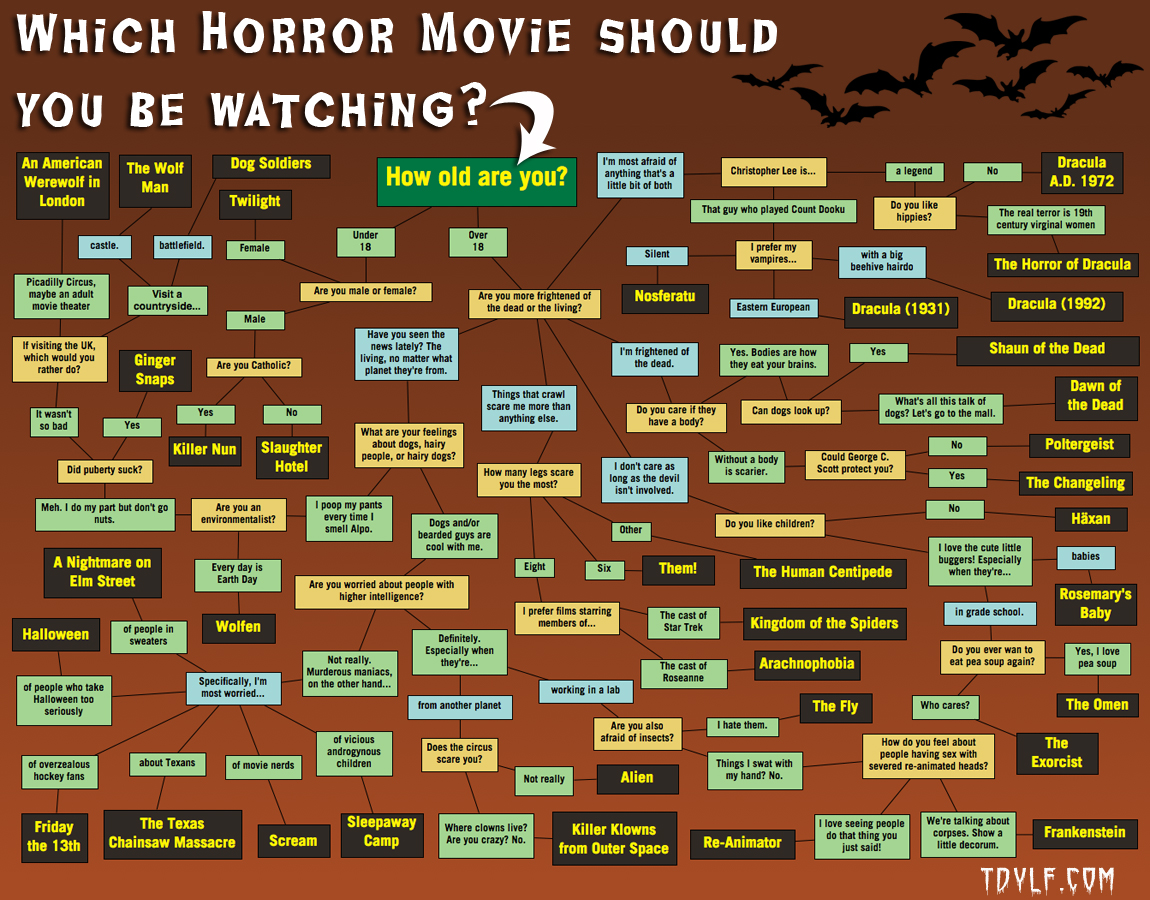 WHiCH HORROR MOViE SHOULD
YOU BE WATCHiNG?
How old are you?
An American
Werewolf in
London
The Wolf
Man
Dog Soldiers
Twilight
castle.
battlefield.
Female
Under
18
Over
18
I'm most afraid of
anything that's a
little bit of both
Christopher Lee is...
a legend
No
Dracula
A.D. 1972
Do you like
hippies?
That guy who played Count Dooku
The real terror is 19th
century virginal women
The Horror of Dracula
Silent
I prefer my
vampires...
with a big
beehive hairdo
Nosferatu
Eastern European
Dracula (1931)
Dracula (1992)
Picadilly Circus,
maybe an adult
movie theater
Visit a
countryside...
Are you male or female?
Are you more frightened of
the dead or the living?
Male
If visiting the UK,
which would you
rather do?
Ginger
Snaps
Are you Catholic?
Have you seen the
news lately? The
living, no matter what
planet they're from.
I'm frightened of
the dead.
Yes. Bodies are how
they eat your brains.
Yes
Shaun of the Dead
Things that crawl
scare me more than
anything else.
Do you care if they
have a body?
Can dogs look up?
What's all this talk of
dogs? Let's go to the mall.
Dawn of
the Dead
It wasn't
so bad
Yes
Yes
No
Killer Nun
Slaughter
Hotel
What are your feelings
about dogs, hairy
people, or hairy dogs?
Did puberty suck?
How many legs scare
you the most?
I don't care as
long as the devil
isn't involved.
Without a body
is scarier.
Could George C.
Scott protect you?
No
Poltergeist
Yes
The Changeling
Meh. I do my part but don't go
nuts.
Are you an
environmentalist?
I poop my pants
every time I
smell Alpo.
Dogs and/or
bearded guys are
cool with me.
Other
Do you like children?
No
Häxan
A Nightmare on
Elm Street
Every day is
Earth Day
Are you worried about people with
higher intelligence?
Eight
Six
Them!
The Human Centipede
I love the cute little
buggers! Especially
when they're...
babies
Rosemary's
Baby
Halloween
of people in
sweaters
Wolfen
Definitely.
Especially when
they're...
I prefer films starring
members of...
The cast of
Star Trek
Kingdom of the Spiders
in grade school.
of people who take
Halloween too
seriously
Specifically, I'm
most worried...
Not really.
Murderous maniacs,
on the other hand...
working in a lab
The cast of
Roseanne
Arachnophobia
Do you ever want to
eat pea soup again?
Yes, I love
pea soup
from another planet
Are you also
afraid of insects?
I hate them.
The Fly
Who cares?
The Omen
of overzealous
hockey fans
about Texans
of movie nerds
of vicious
androgynous
children
Does the circus
scare you?
Not really
Alien
Things I swat with
my hand? No.
How do you feel about
people having sex with
severed re-animated heads?
The
Exorcist
Friday
the 13th
The Texas
Chainsaw Massacre
Scream
Sleepaway
Camp
Where clowns live?
Are you crazy? No.
Killer Klowns
from Outer Space
Re-Animator
I love seeing people
do that thing you
just said!
We're talking about
corpses. Show a
little decorum.
Frankenstein
TDYLF.COM